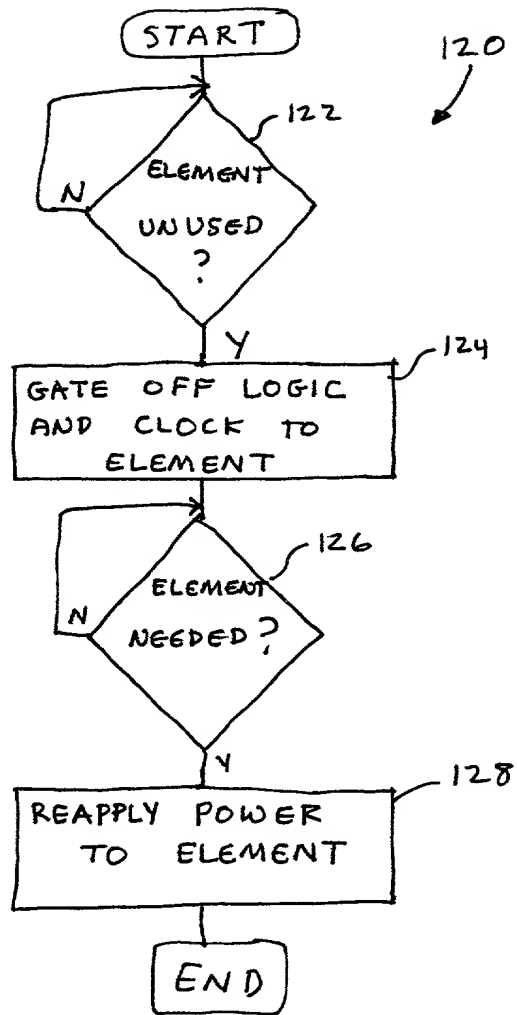 START
120
122
ELEMENT
UNUSED
?
N
Y
124
GATE OFF LOGIC
AND CLOCK TO
ELEMENT
126
ELEMENT
NEEDED?
N
Y
128
REAPPLY POWER
TO ELEMENT
END